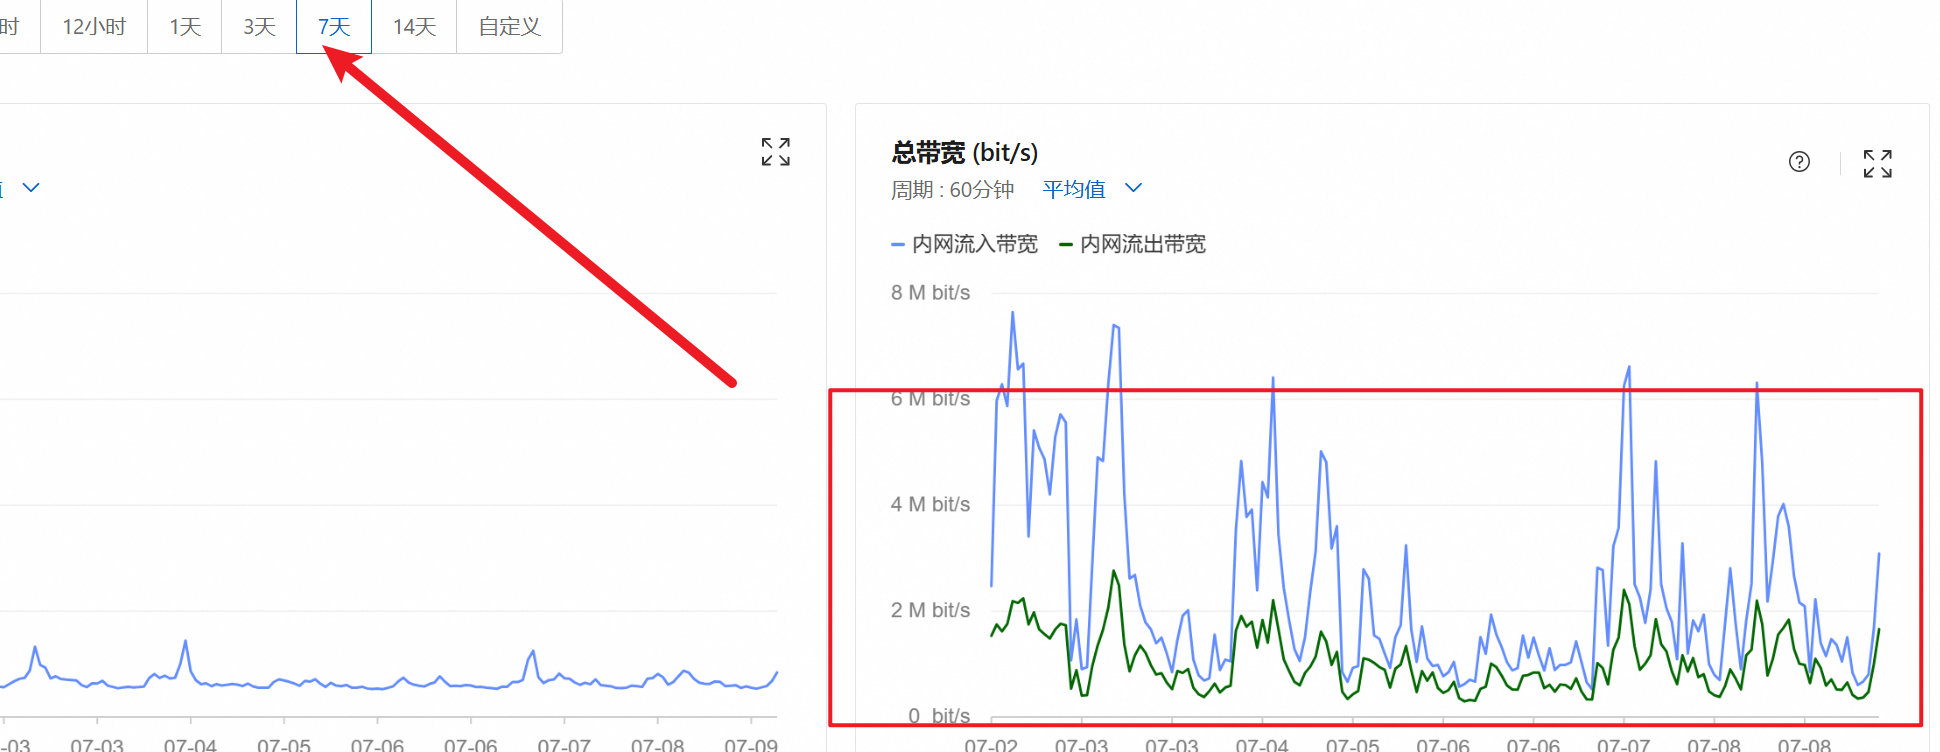 时 12小时 1天 3天 7天 14天 自定义
总带宽 (bit/s)
周期 : 60分钟 平均值
内网流入带宽 内网流出带宽
8 M bit/s
6 M bit/s
4 M bit/s
2 M bit/s
0 bit/s
-03 07-03 07-04 07-05 07-06 07-06 07-07 07-08 07-09
07-02 07-03 07-03 07-04 07-05 07-06 07-06 07-07 07-08 07-08